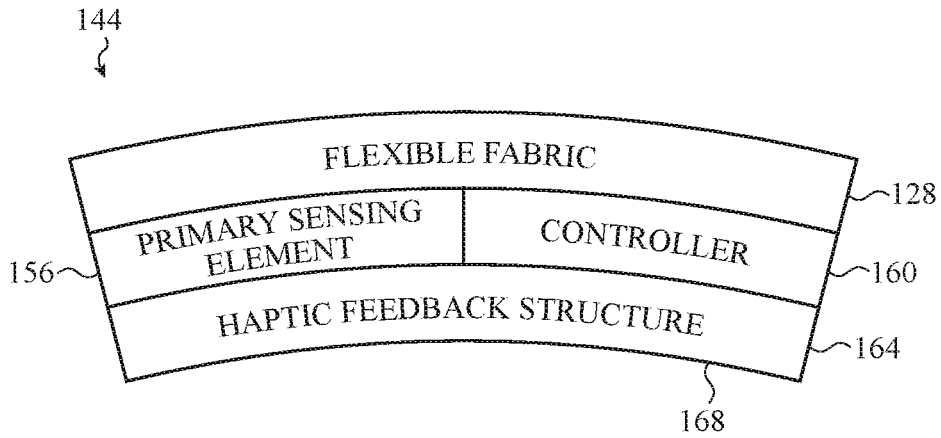 144
FLEXIBLE FABRIC
128
PRIMARY SENSING
ELEMENT
CONTROLLER
156
160
HAPTIC FEEDBACK STRUCTURE
164
168